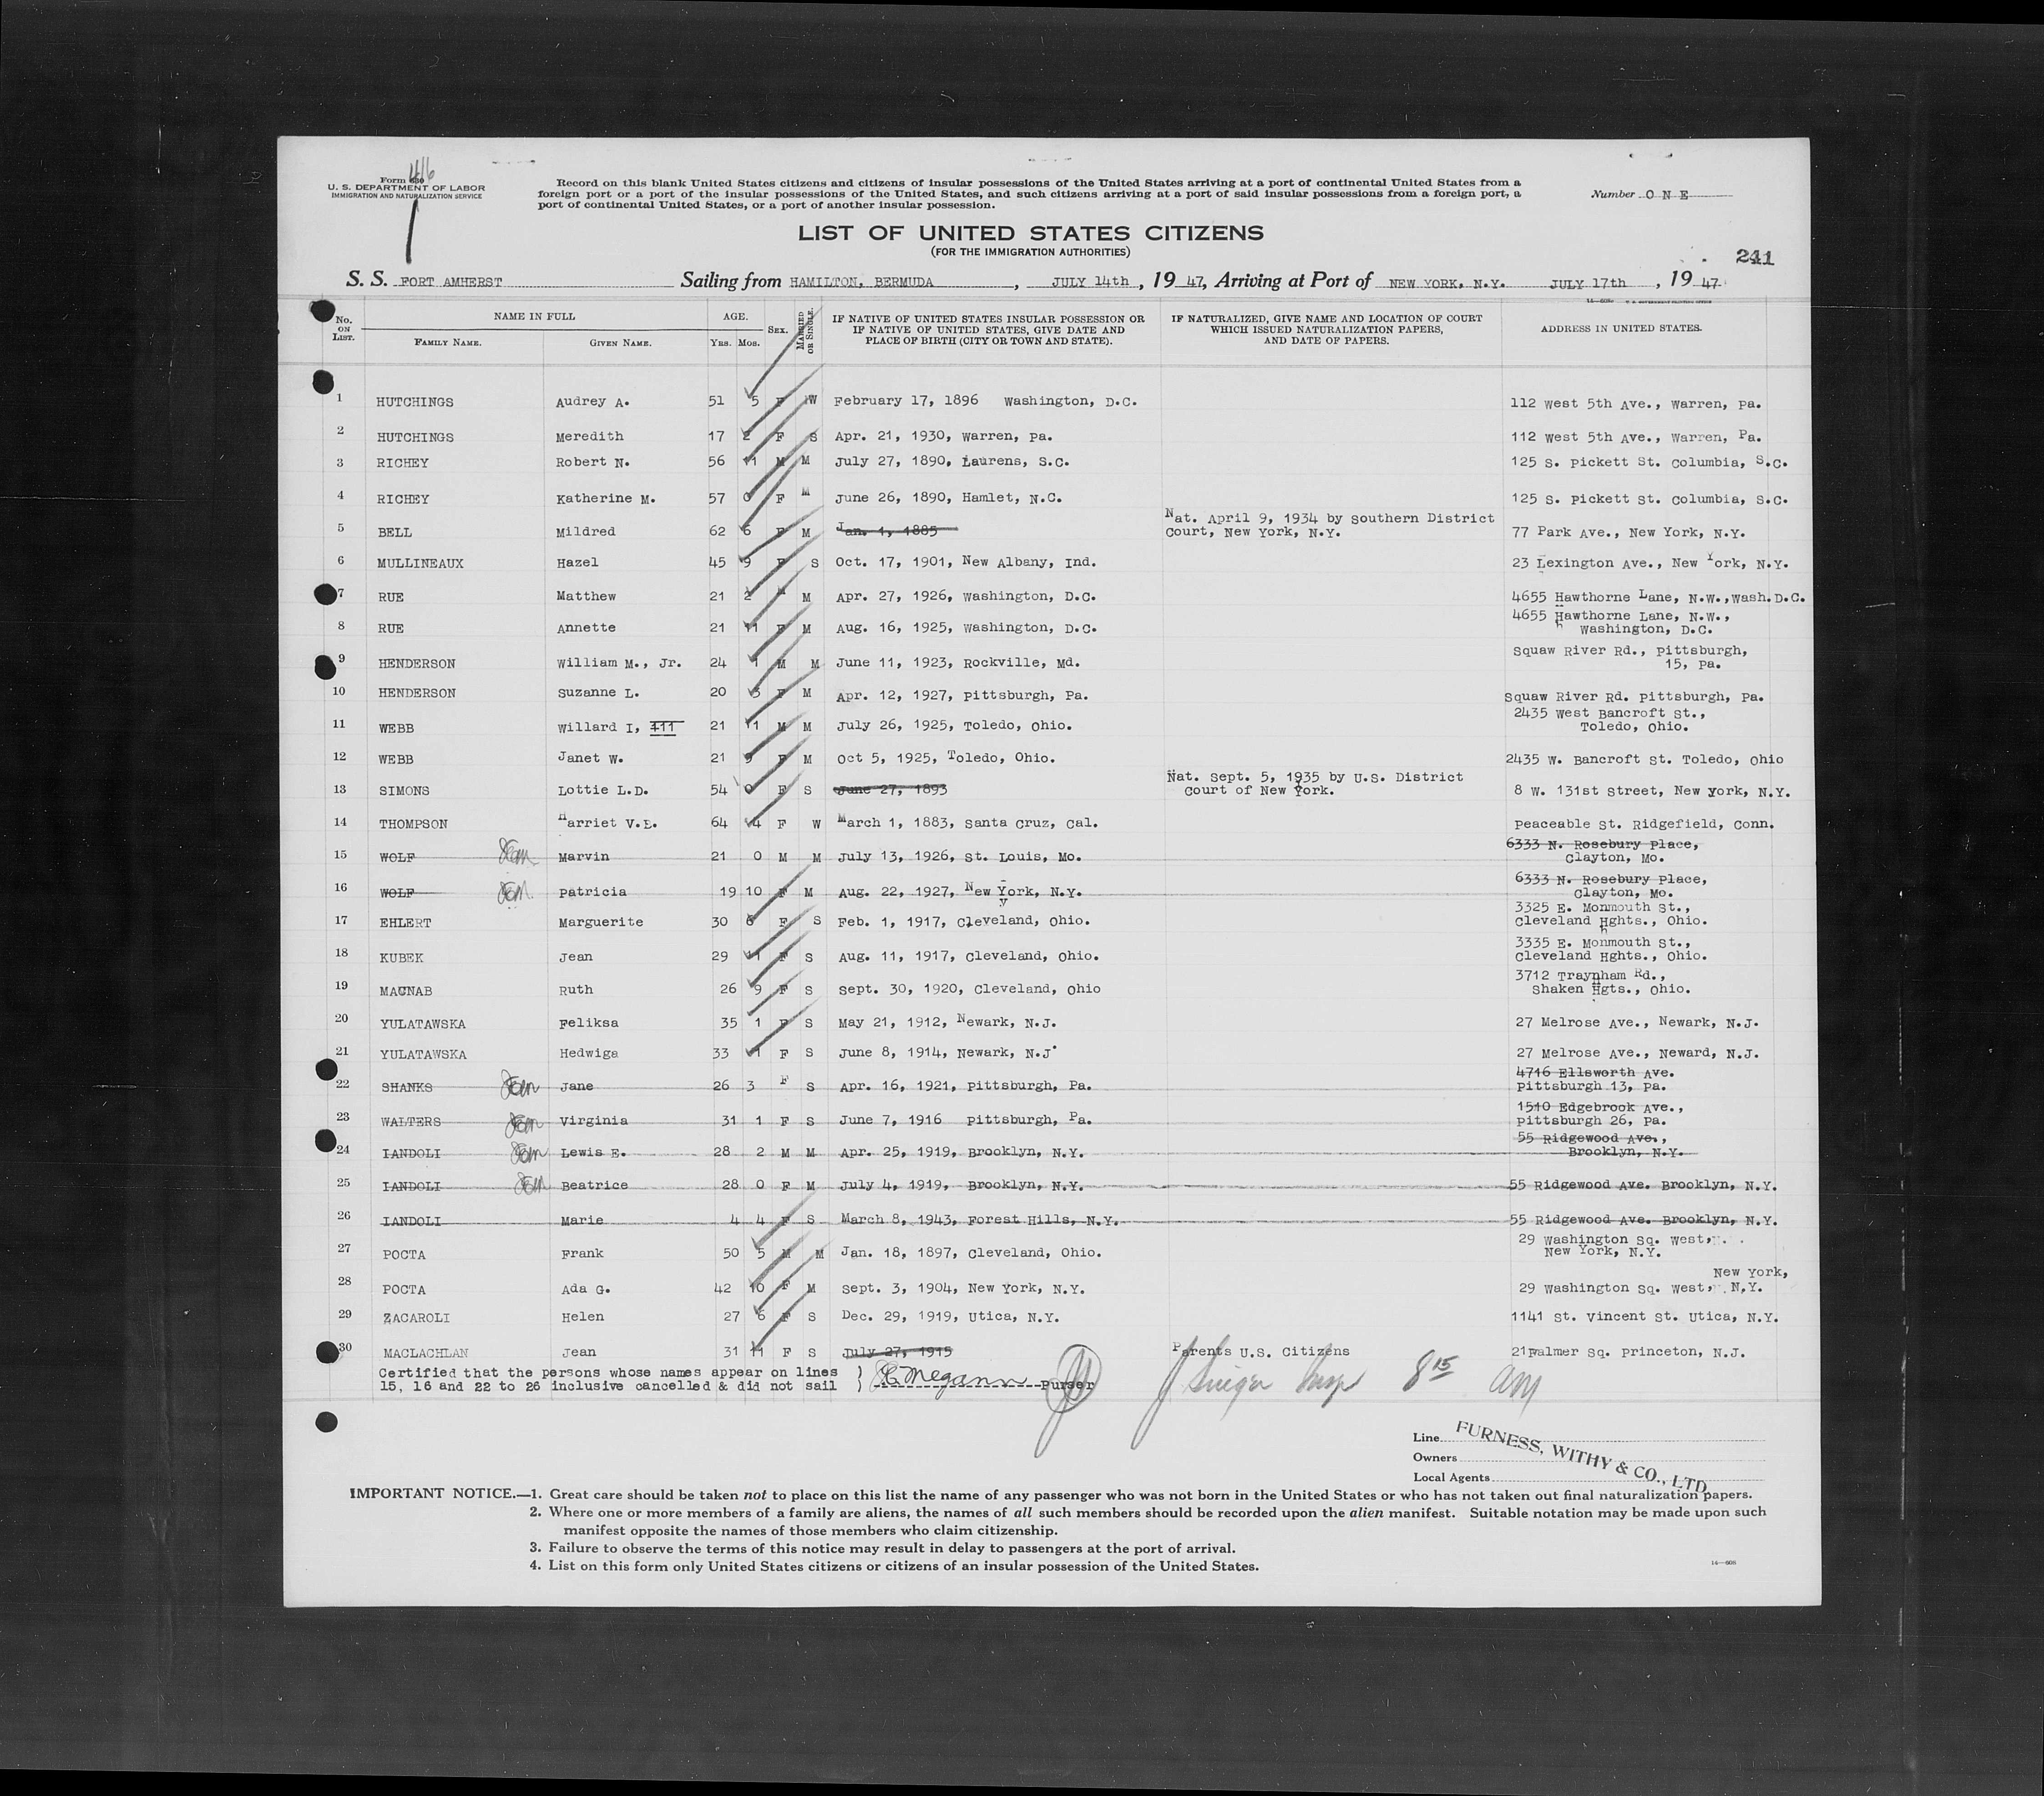 Form 416
U. S. DEPARTMENT OF LABOR
IMMIGRATION AND NATURALIZATION SERVICE
Record on this blank United States citizens and citizens of insular possessions of the United States arriving at a port of continental United States from a
foreign port or a port of the insular possessions of the United States, and such citizens arriving at a port of said insular possessions from a foreign port, a
port of continental United States, or a port of another insular possession.
Number O N E
LIST OF UNITED STATES CITIZENS
(FOR THE IMMIGRATION AUTHORITIES)
241
S. S. FORT AMHERST Sailing from HAMILTON, BERMUDA, JULY 14th, 19 47, Arriving at Port of NEW YORK, N.Y. JULY 17th, 19 47
No. ON LIST. NAME IN FULL FAMILY NAME. GIVEN NAME. AGE. YRS. MOS. SEX. MARRIED OR SINGLE. IF NATIVE OF UNITED STATES INSULAR POSSESSION OR IF NATIVE OF UNITED STATES, GIVE DATE AND PLACE OF BIRTH (CITY OR TOWN AND STATE). IF NATURALIZED, GIVE NAME AND LOCATION OF COURT WHICH ISSUED NATURALIZATION PAPERS, AND DATE OF PAPERS. ADDRESS IN UNITED STATES.
1 HUTCHINGS Audrey A. 51 5 F W February 17, 1896 Washington, D.C. 112 West 5th Ave., Warren, Pa.
2 HUTCHINGS Meredith 17 2 F S Apr. 21, 1930, Warren, Pa. 112 West 5th Ave., Warren, Pa.
3 RICHEY Robert N. 56 11 M M July 27, 1890, Laurens, S.C. 125 S. Pickett St. Columbia, S.C.
4 RICHEY Katherine M. 57 0 F M June 26, 1890, Hamlet, N.C. 125 S. Pickett St. Columbia, S.C.
5 BELL Mildred 62 6 F M Jan. 1, 1885 Nat. April 9, 1934 by Southern District Court, New York, N.Y. 77 Park Ave., New York, N.Y.
6 MULLINEAUX Hazel 45 9 F S Oct. 17, 1901, New Albany, Ind. 23 Lexington Ave., New York, N.Y.
7 RUE Matthew 21 2 M M Apr. 27, 1926, Washington, D.C. 4655 Hawthorne Lane, N.W.,Wash.D.C.
8 RUE Annette 21 11 F M Aug. 16, 1925, Washington, D.C. 4655 Hawthorne Lane, N.W., Washington, D.C.
9 HENDERSON William M., Jr. 24 1 M M June 11, 1923, Rockville, Md. Squaw River Rd., Pittsburgh, 15, Pa.
10 HENDERSON Suzanne L. 20 3 F M Apr. 12, 1927, Pittsburgh, Pa. Squaw River Rd. Pittsburgh, Pa.
11 WEBB Willard I, 111 21 11 M M July 26, 1925, Toledo, Ohio. 2435 West Bancroft St., Toledo, Ohio.
12 WEBB Janet W. 21 9 F M Oct 5, 1925, Toledo, Ohio. 2435 W. Bancroft St. Toledo, Ohio
13 SIMONS Lottie L.D. 54 0 F S June 27, 1893 Nat. Sept. 5, 1935 by U.S. District Court of New York. 8 W. 131st Street, New York, N.Y.
14 THOMPSON Harriet V.E. 64 4 F W March 1, 1883, Santa Cruz, Cal. Peaceable St. Ridgefield, Conn.
15 WOLF Marvin 21 0 M M July 13, 1926, St. Louis, Mo. 6333 N. Rosebury Place, Clayton, Mo.
16 WOLF Patricia 19 10 F M Aug. 22, 1927, New York, N.Y. 6333 N. Rosebury Place, Clayton, Mo.
17 EHLERT Marguerite 30 6 F S Feb. 1, 1917, Cleveland, Ohio. 3325 E. Monmouth St., Cleveland Hghts., Ohio.
18 KUBEK Jean 29 11 F S Aug. 11, 1917, Cleveland, Ohio. 3335 E. Monmouth St., Cleveland Hghts., Ohio.
19 MACNAB Ruth 26 9 F S Sept. 30, 1920, Cleveland, Ohio 3712 Traynham Rd., Shaken Hgts., Ohio.
20 YULATAWSKA Feliksa 35 1 F S May 21, 1912, Newark, N.J. 27 Melrose Ave., Newark, N.J.
21 YULATAWSKA Hedwiga 33 1 F S June 8, 1914, Newark, N.J. 27 Melrose Ave., Neward, N.J.
22 SHANKS Jane 26 3 F S Apr. 16, 1921, Pittsburgh, Pa. 4716 Ellsworth Ave. Pittsburgh 13, Pa.
23 WALTERS Virginia 31 1 F S June 7, 1916 Pittsburgh, Pa. 1510 Edgebrook Ave., Pittsburgh 26, Pa.
24 IANDOLI Lewis E. 28 2 M M Apr. 25, 1919, Brooklyn, N.Y. 55 Ridgewood Ave., Brooklyn, N.Y.
25 IANDOLI Beatrice 28 0 F M July 4, 1919, Brooklyn, N.Y. 55 Ridgewood Ave. Brooklyn, N.Y.
26 IANDOLI Marie 4 4 F S March 8, 1943, Forest Hills, N.Y. 55 Ridgewood Ave. Brooklyn, N.Y.
27 POCTA Frank 50 5 M M Jan. 18, 1897, Cleveland, Ohio. 29 Washington Sq. West, New York, N.Y.
28 POCTA Ada G. 42 10 F M Sept. 3, 1904, New York, N.Y. 29 Washington Sq. West, New York, N.Y.
29 ZACAROLI Helen 27 6 F S Dec. 29, 1919, Utica, N.Y. 1141 St. Vincent St. Utica, N.Y.
30 MACLACHLAN Jean 31 11 F S July 27, 1915 Parents U.S. Citizens 21Palmer Sq. Princeton, N.J.
Certified that the persons whose names appear on lines
15, 16 and 22 to 26 inclusive cancelled & did not sail Purser
8 15 am
Line FURNESS, WITHY & CO., LTD.
Owners
Local Agents
IMPORTANT NOTICE.—1. Great care should be taken not to place on this list the name of any passenger who was not born in the United States or who has not taken out final naturalization papers.
2. Where one or more members of a family are aliens, the names of all such members should be recorded upon the alien manifest. Suitable notation may be made upon such
manifest opposite the names of those members who claim citizenship.
3. Failure to observe the terms of this notice may result in delay to passengers at the port of arrival.
4. List on this form only United States citizens or citizens of an insular possession of the United States.
14—608